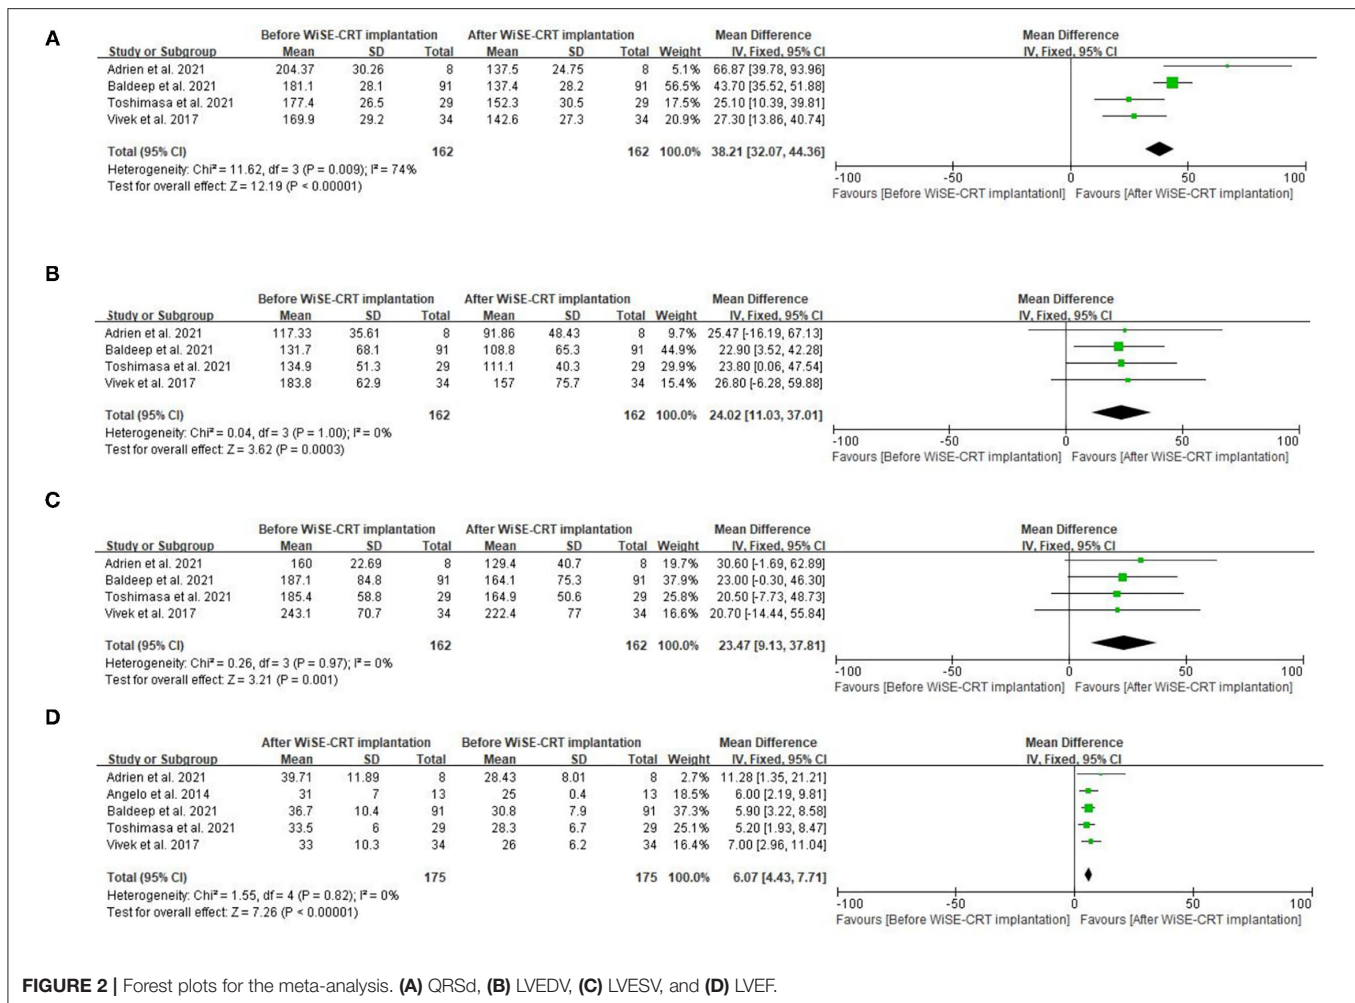 A
Before WiSE-CRT implantation After WiSE-CRT implantation Mean Difference Mean Difference
Study or Subgroup Mean SD Total Mean SD Total Weight IV, Fixed, 95% CI IV, Fixed, 95% CI
Adrien et al. 2021 204.37 30.26 8 137.5 24.75 8 5.1% 66.87 [39.78, 93.96]
Baldeep et al. 2021 181.1 28.1 91 137.4 28.2 91 56.5% 43.70 [35.52, 51.88]
Toshimasa et al. 2021 177.4 26.5 29 152.3 30.5 29 17.5% 25.10 [10.39, 39.81]
Vivek et al. 2017 169.9 29.2 34 142.6 27.3 34 20.9% 27.30 [13.86, 40.74]
Total (95% CI) 162 162 100.0% 38.21 [32.07, 44.36]
Heterogeneity: Chi² = 11.62, df = 3 (P = 0.009); I² = 74%
Test for overall effect: Z = 12.19 (P < 0.00001)
-100 -50 0 50 100
Favours [Before WiSE-CRT implantationl] Favours [After WiSE-CRT implantation]
B
Before WiSE-CRT implantation After WiSE-CRT implantation Mean Difference Mean Difference
Study or Subgroup Mean SD Total Mean SD Total Weight IV, Fixed, 95% CI IV, Fixed, 95% CI
Adrien et al. 2021 117.33 35.61 8 91.86 48.43 8 9.7% 25.47 [-16.19, 67.13]
Baldeep et al. 2021 131.7 68.1 91 108.8 65.3 91 44.9% 22.90 [3.52, 42.28]
Toshimasa et al. 2021 134.9 51.3 29 111.1 40.3 29 29.9% 23.80 [0.06, 47.54]
Vivek et al. 2017 183.8 62.9 34 157 75.7 34 15.4% 26.80 [-6.28, 59.88]
Total (95% CI) 162 162 100.0% 24.02 [11.03, 37.01]
Heterogeneity: Chi² = 0.04, df = 3 (P = 1.00); I² = 0%
Test for overall effect: Z = 3.62 (P = 0.0003)
-100 -50 0 50 100
Favours [Before WiSE-CRT implantation] Favours [After WiSE-CRT implantation]
C
Before WiSE-CRT implantation After WiSE-CRT implantation Mean Difference Mean Difference
Study or Subgroup Mean SD Total Mean SD Total Weight IV, Fixed, 95% CI IV, Fixed, 95% CI
Adrien et al. 2021 160 22.69 8 129.4 40.7 8 19.7% 30.60 [-1.69, 62.89]
Baldeep et al. 2021 187.1 84.8 91 164.1 75.3 91 37.9% 23.00 [-0.30, 46.30]
Toshimasa et al. 2021 185.4 58.8 29 164.9 50.6 29 25.8% 20.50 [-7.73, 48.73]
Vivek et al. 2017 243.1 70.7 34 222.4 77 34 16.6% 20.70 [-14.44, 55.84]
Total (95% CI) 162 162 100.0% 23.47 [9.13, 37.81]
Heterogeneity: Chi² = 0.26, df = 3 (P = 0.97); I² = 0%
Test for overall effect: Z = 3.21 (P = 0.001)
-100 -50 0 50 100
Favours [Before WiSE-CRT implantation] Favours [After WiSE-CRT implantation]
D
After WiSE-CRT implantation Before WiSE-CRT implantation Mean Difference Mean Difference
Study or Subgroup Mean SD Total Mean SD Total Weight IV, Fixed, 95% CI IV, Fixed, 95% CI
Adrien et al. 2021 39.71 11.89 8 28.43 8.01 8 2.7% 11.28 [1.35, 21.21]
Angelo et al. 2014 31 7 13 25 0.4 13 18.5% 6.00 [2.19, 9.81]
Baldeep et al. 2021 36.7 10.4 91 30.8 7.9 91 37.3% 5.90 [3.22, 8.58]
Toshimasa et al. 2021 33.5 6 29 28.3 6.7 29 25.1% 5.20 [1.93, 8.47]
Vivek et al. 2017 33 10.3 34 26 6.2 34 16.4% 7.00 [2.96, 11.04]
Total (95% CI) 175 175 100.0% 6.07 [4.43, 7.71]
Heterogeneity: Chi² = 1.55, df = 4 (P = 0.82); I² = 0%
Test for overall effect: Z = 7.26 (P < 0.00001)
-100 -50 0 50 100
Favours [Before WiSE-CRT implantation] Favours [After WiSE-CRT implantation]
FIGURE 2 | Forest plots for the meta-analysis. (A) QRSd, (B) LVEDV, (C) LVESV, and (D) LVEF.